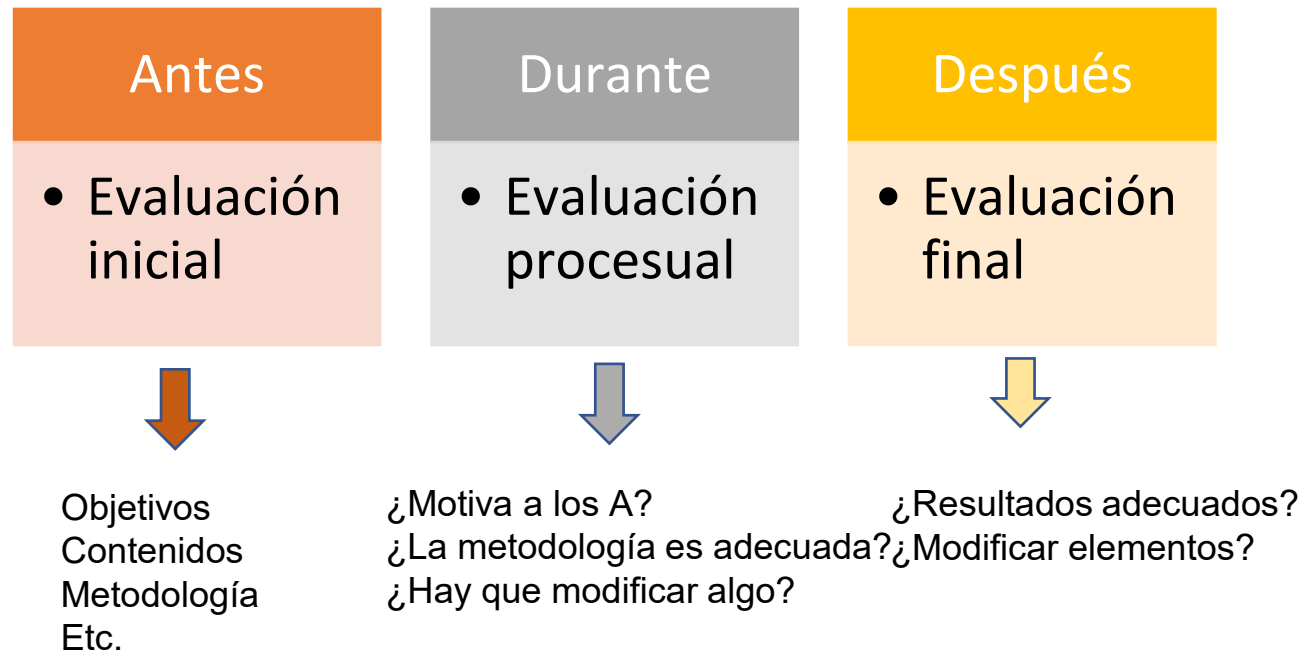 Antes
• Evaluación
inicial
Objetivos
Contenidos
Metodología
Etc.
Durante
• Evaluación
procesual
¿Motiva a los A?
¿La metodología es adecuada?
¿Hay que modificar algo?
Después
• Evaluación
final
¿Resultados adecuados?
¿Modificar elementos?